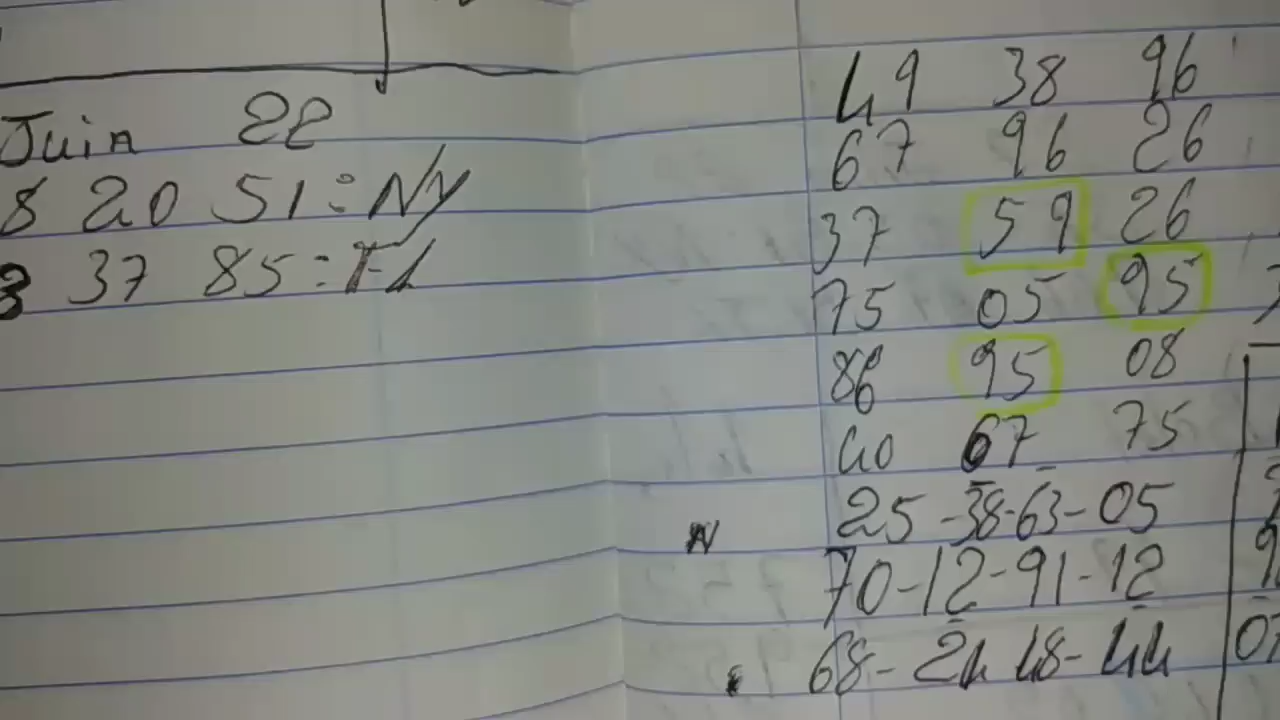 Juin 22
8 20 51 : Ny
3 37 85 : FL
49 38 96
67 96 26
37 59 26
75 05 95
86 95 08
40 67 75
N 25 - 38 - 63 - 05
70 - 12 - 91 - 12
68 - 24 48 - 44